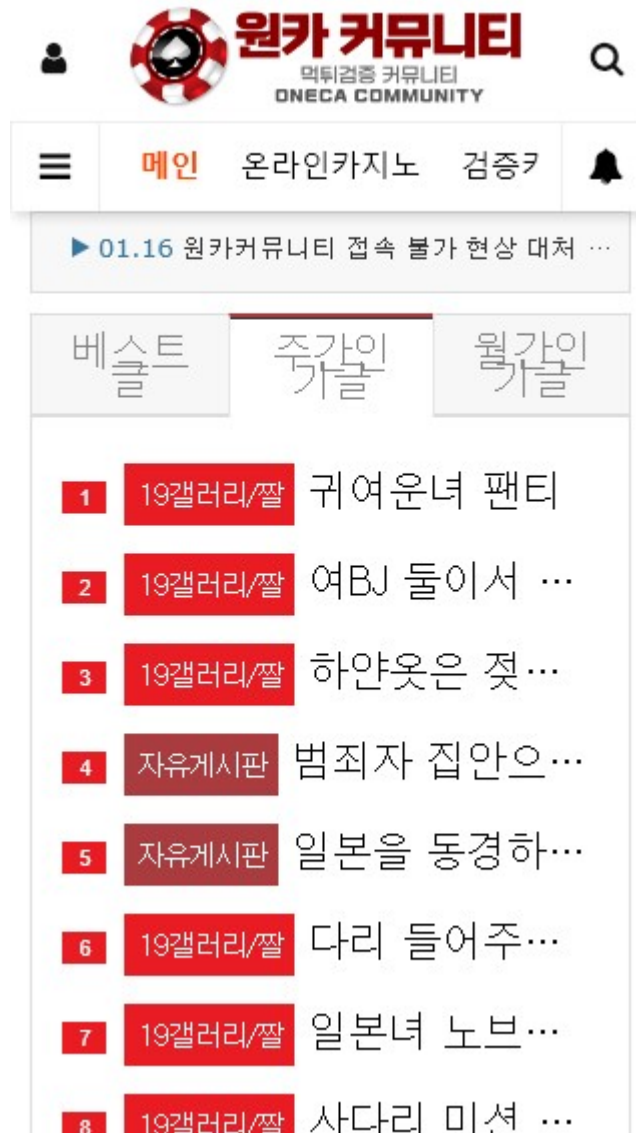 원카 커뮤니티
먹튀검증 커뮤니티
ONECA COMMUNITY
메인 온라인카지노 검증카
▶ 01.16 원카커뮤니티 접속 불가 현상 대처 …
베스트글
주간인기글
월간인기글
1 19갤러리/짤 귀여운녀 팬티
2 19갤러리/짤 여BJ 둘이서 …
3 19갤러리/짤 하얀옷은 젖…
4 자유게시판 범죄자 집안으…
5 자유게시판 일본을 동경하…
6 19갤러리/짤 다리 들어주…
7 19갤러리/짤 일본녀 노브…
8 19갤러리/짤 사다리 미션 …